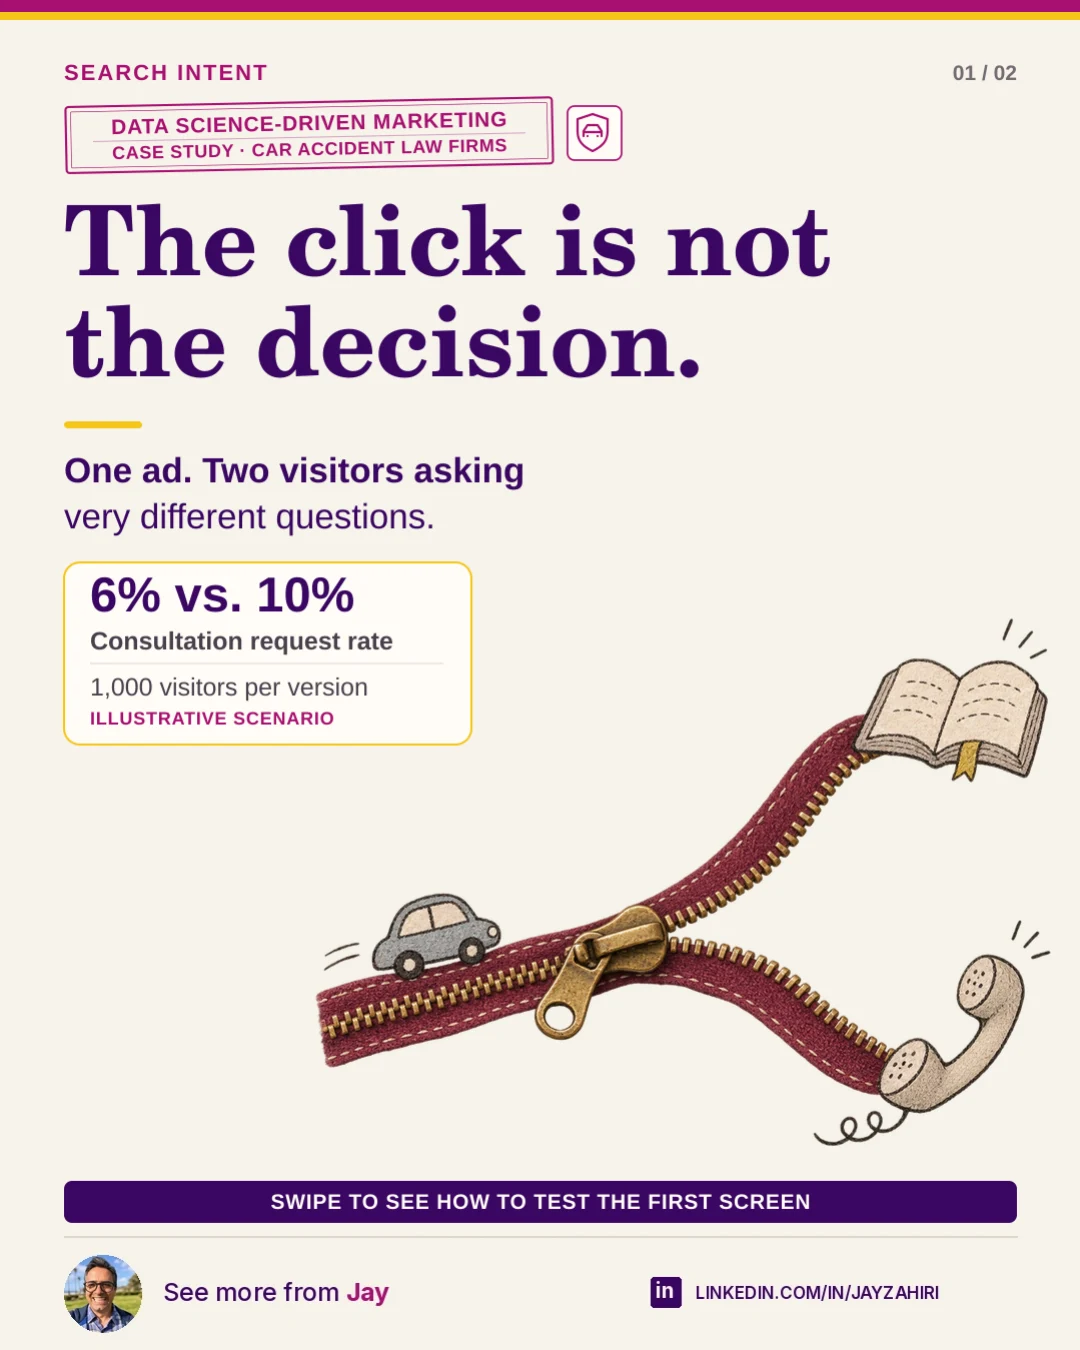 SEARCH INTENT
01 / 02
DATA SCIENCE-DRIVEN MARKETING
CASE STUDY · CAR ACCIDENT LAW FIRMS
The click is not
the decision.
One ad. Two visitors asking
very different questions.
6% vs. 10%
Consultation request rate
1,000 visitors per version
ILLUSTRATIVE SCENARIO
SWIPE TO SEE HOW TO TEST THE FIRST SCREEN
See more from Jay
in LINKEDIN.COM/IN/JAYZAHIRI